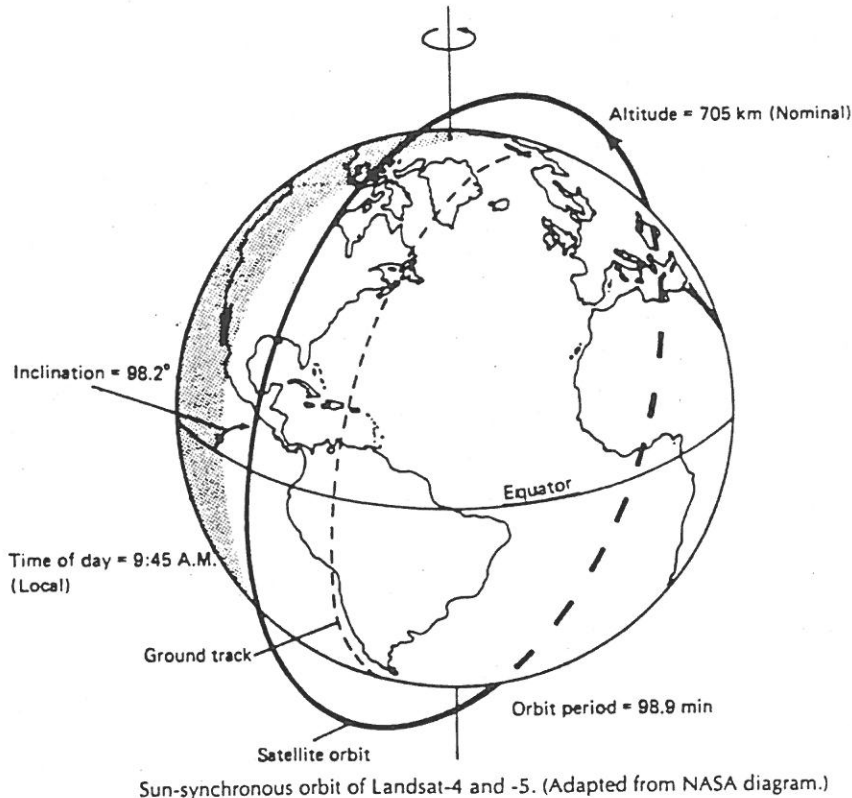 Altitude = 705 km (Nominal)
Inclination = 98.2°
Equator
Time of day = 9:45 A.M.
(Local)
Ground track
Orbit period = 98.9 min
Satellite orbit
Sun-synchronous orbit of Landsat-4 and -5. (Adapted from NASA diagram.)